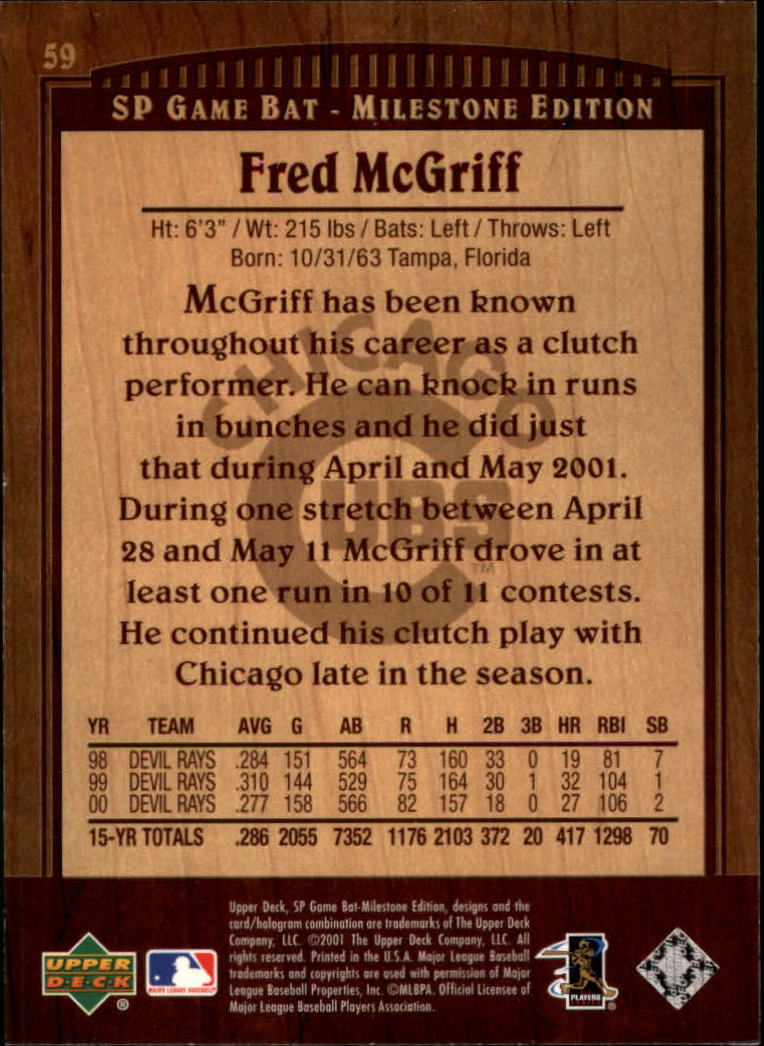 59
SP GAME BAT - MILESTONE EDITION
Fred McGriff
Ht: 6'3" / Wt: 215 lbs / Bats: Left / Throws: Left
Born: 10/31/63 Tampa, Florida
McGriff has been known
throughout his career as a clutch
performer. He can knock in runs
in bunches and he did just
that during April and May 2001.
During one stretch between April
28 and May 11 McGriff drove in at
least one run in 10 of 11 contests.
He continued his clutch play with
Chicago late in the season.
CHICAGO
CUBS
TM
YR TEAM AVG G AB R H 2B 3B HR RBI SB
98 DEVIL RAYS .284 151 564 73 160 33 0 19 81 7
99 DEVIL RAYS .310 144 529 75 164 30 1 32 104 1
00 DEVIL RAYS .277 158 566 82 157 18 0 27 106 2
15-YR TOTALS .286 2055 7352 1176 2103 372 20 417 1298 70
Upper Deck, SP Game Bat-Milestone Edition, designs and the
card/hologram combination are trademarks of The Upper Deck
Company, LLC. ©2001 The Upper Deck Company, LLC. All
rights reserved. Printed in the U.S.A. Major League Baseball
trademarks and copyrights are used with permission of Major
League Baseball Properties, Inc. ©MLBPA. Official Licensee of
Major League Baseball Players Association.
UPPER
D·E·C·K
®
MAJOR LEAGUE BASEBALL
PLAYERS
®